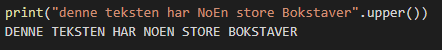 print("denne teksten har NoEn store Bokstaver".upper())
DENNE TEKSTEN HAR NOEN STORE BOKSTAVER